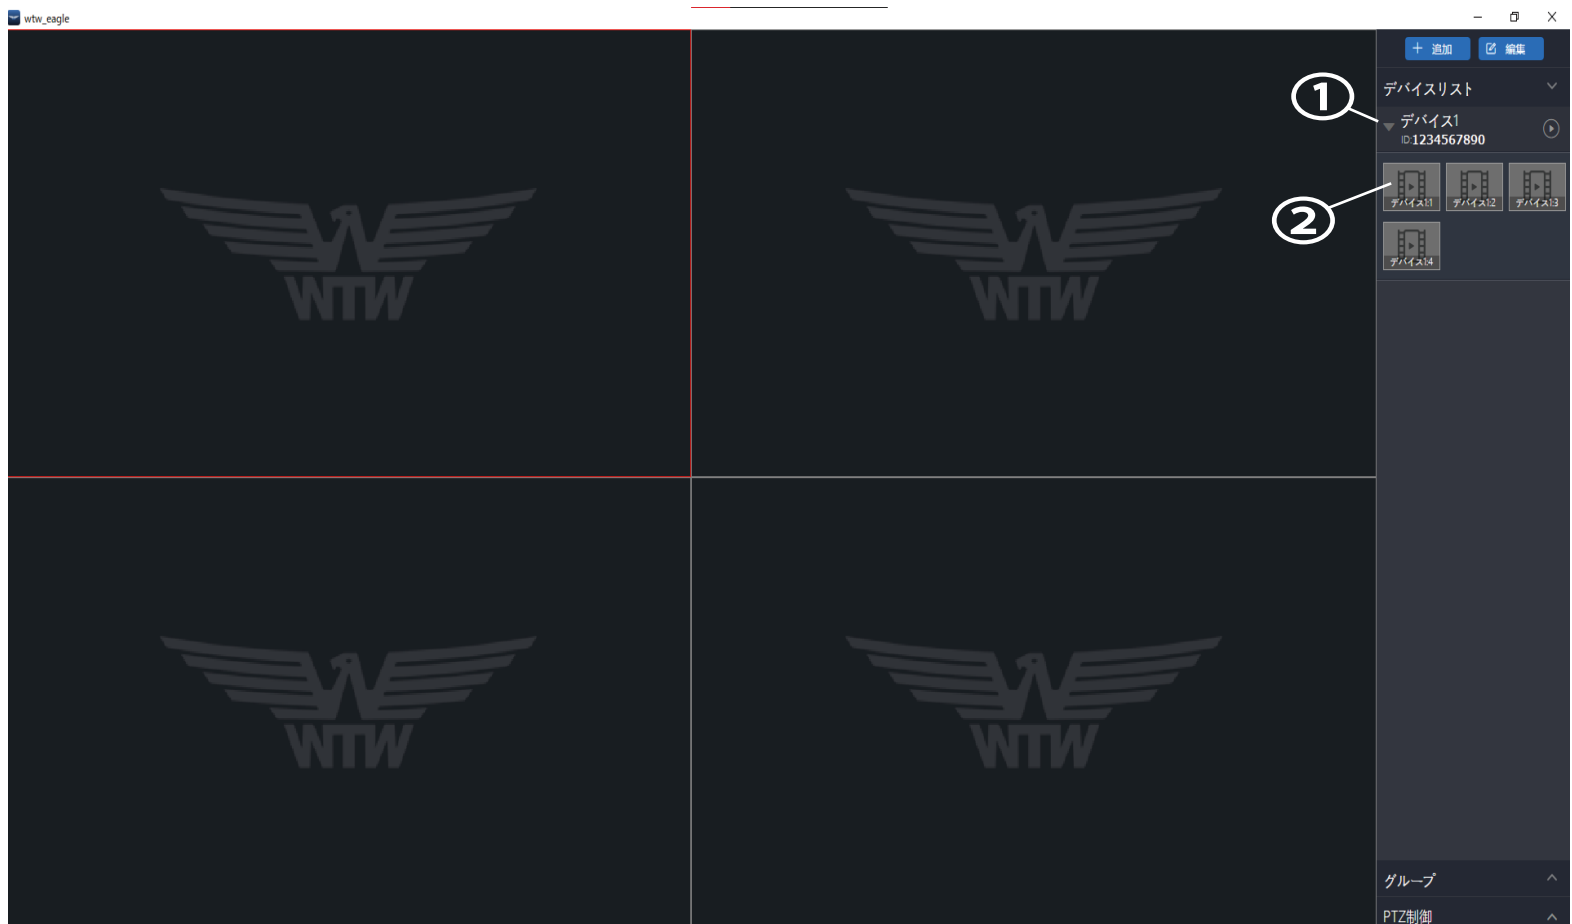 wtw_eagle
追加
編集
デバイスリスト
①
デバイス1
ID:1234567890
②
デバイス1:1
デバイス1:2
デバイス1:3
デバイス1:4
WTW
WTW
WTW
WTW
グループ
PTZ制御